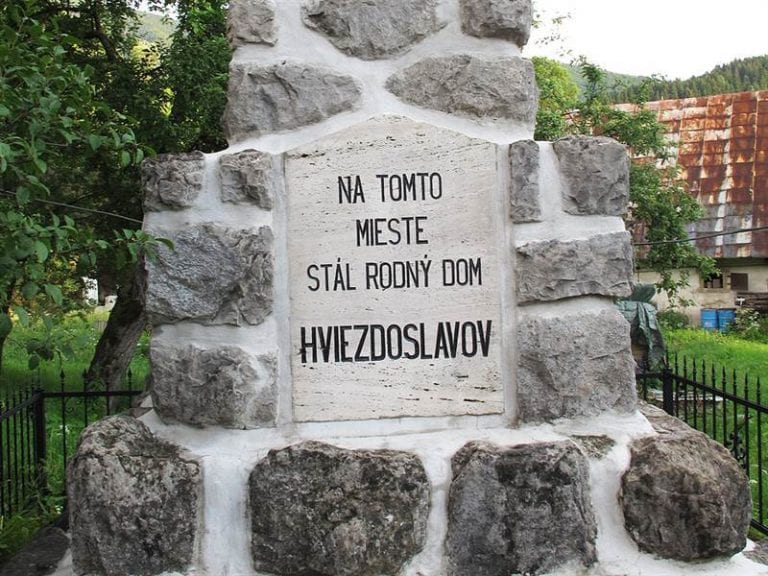 NA TOMTO
MIESTE
STÁL RODNÝ DOM
HVIEZDOSLAVOV